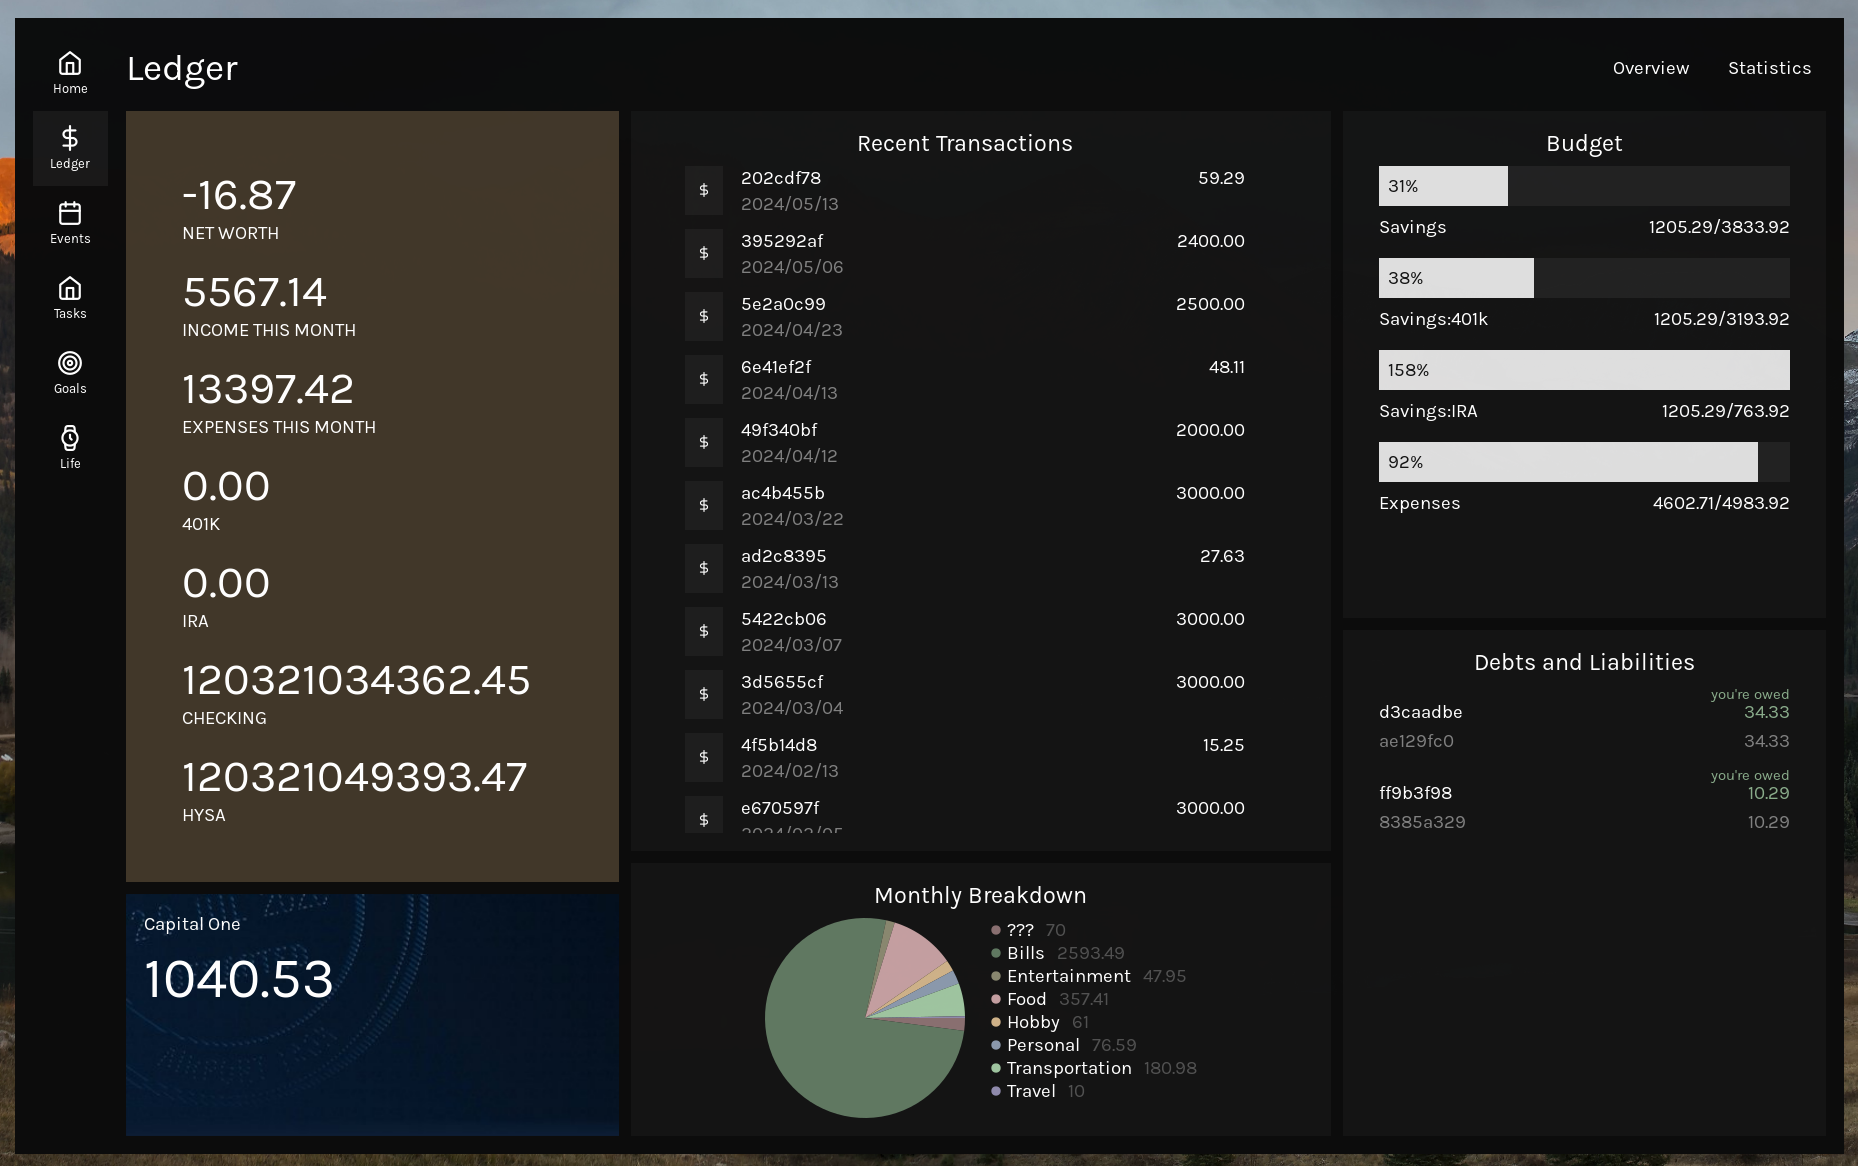 Home
Ledger
Events
Tasks
Goals
Life
Ledger
Overview Statistics
-16.87
NET WORTH
5567.14
INCOME THIS MONTH
13397.42
EXPENSES THIS MONTH
0.00
401K
0.00
IRA
120321034362.45
CHECKING
120321049393.47
HYSA
Capital One
1040.53
Recent Transactions
$ 202cdf78 59.29
2024/05/13
$ 395292af 2400.00
2024/05/06
$ 5e2a0c99 2500.00
2024/04/23
$ 6e41ef2f 48.11
2024/04/13
$ 49f340bf 2000.00
2024/04/12
$ ac4b455b 3000.00
2024/03/22
$ ad2c8395 27.63
2024/03/13
$ 5422cb06 3000.00
2024/03/07
$ 3d5655cf 3000.00
2024/03/04
$ 4f5b14d8 15.25
2024/02/13
$ e670597f 3000.00
Monthly Breakdown
??? 70
Bills 2593.49
Entertainment 47.95
Food 357.41
Hobby 61
Personal 76.59
Transportation 180.98
Travel 10
Budget
31%
Savings 1205.29/3833.92
38%
Savings:401k 1205.29/3193.92
158%
Savings:IRA 1205.29/763.92
92%
Expenses 4602.71/4983.92
Debts and Liabilities
you're owed
d3caadbe 34.33
ae129fc0 34.33
you're owed
ff9b3f98 10.29
8385a329 10.29